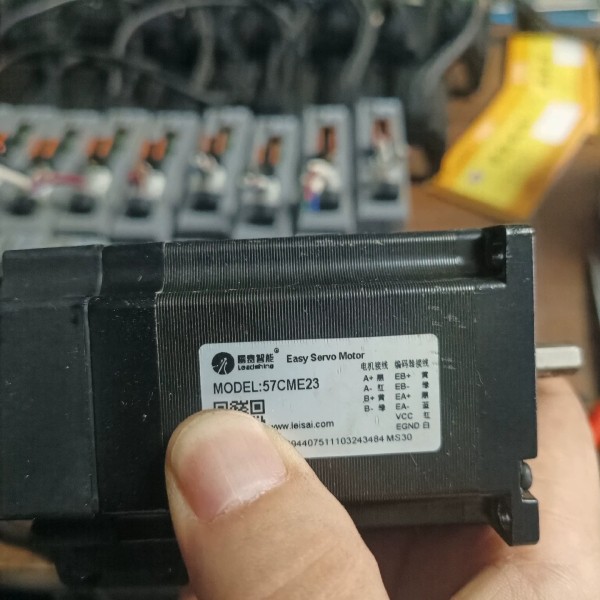 雷赛智能®
Leadshine
Easy Servo Motor
MODEL:57CME23
www.leisai.com
4407511103243484 MS30
电机接线 编码器接线
A+ 黑 EB+ 黄
A- 红 EB- 绿
B+ 黄 EA+ 黑
B- 绿 EA- 蓝
VCC 红
EGND 白